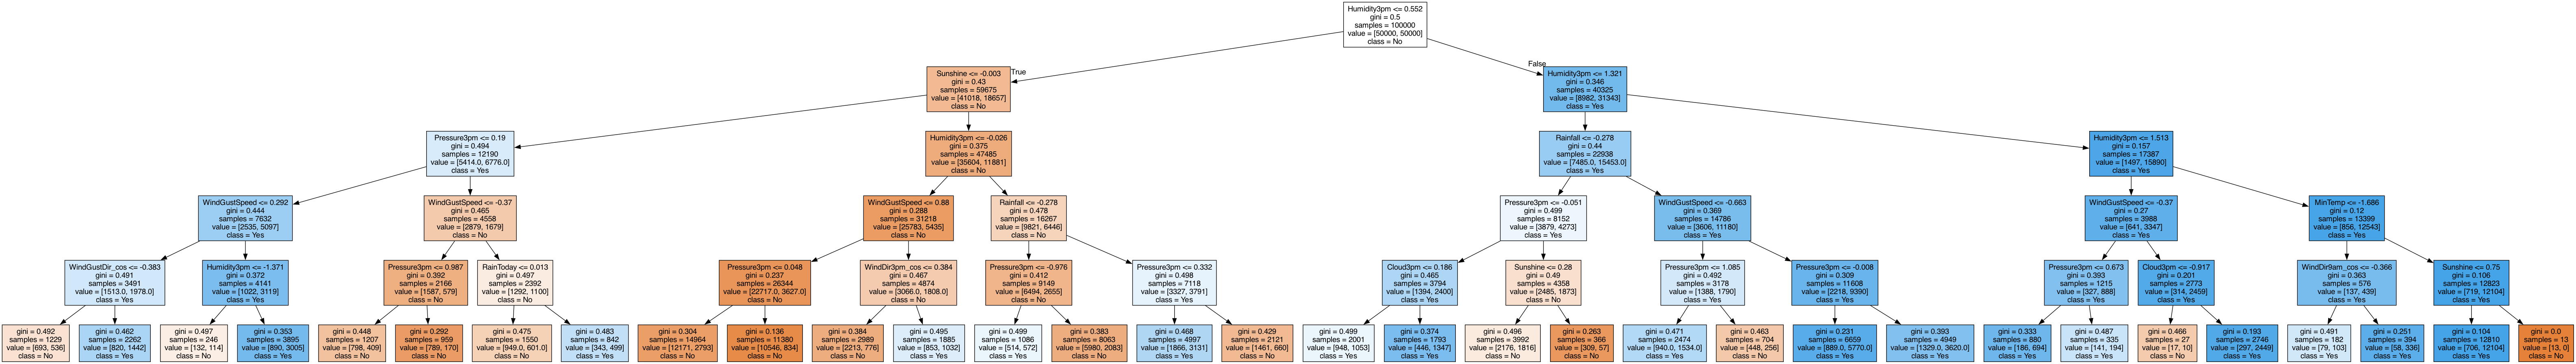 Humidity3pm <= 0.552
gini = 0.5
samples = 100000
value = [50000, 50000]
class = No
True
False
Sunshine <= -0.003
gini = 0.43
samples = 59675
value = [41018, 18657]
class = No
Humidity3pm <= 1.321
gini = 0.346
samples = 40325
value = [8982, 31343]
class = Yes
Pressure3pm <= 0.19
gini = 0.494
samples = 12190
value = [5414.0, 6776.0]
class = Yes
Humidity3pm <= -0.026
gini = 0.375
samples = 47485
value = [35604, 11881]
class = No
Rainfall <= -0.278
gini = 0.44
samples = 22938
value = [7485.0, 15453.0]
class = Yes
Humidity3pm <= 1.513
gini = 0.157
samples = 17387
value = [1497, 15890]
class = Yes
WindGustSpeed <= 0.292
gini = 0.444
samples = 7632
value = [2535, 5097]
class = Yes
WindGustSpeed <= -0.37
gini = 0.465
samples = 4558
value = [2879, 1679]
class = No
WindGustSpeed <= 0.88
gini = 0.288
samples = 31218
value = [25783, 5435]
class = No
Rainfall <= -0.278
gini = 0.478
samples = 16267
value = [9821, 6446]
class = No
Pressure3pm <= -0.051
gini = 0.499
samples = 8152
value = [3879, 4273]
class = Yes
WindGustSpeed <= -0.663
gini = 0.369
samples = 14786
value = [3606, 11180]
class = Yes
WindGustSpeed <= -0.37
gini = 0.27
samples = 3988
value = [641, 3347]
class = Yes
MinTemp <= -1.686
gini = 0.12
samples = 13399
value = [856, 12543]
class = Yes
WindGustDir_cos <= -0.383
gini = 0.491
samples = 3491
value = [1513.0, 1978.0]
class = Yes
Humidity3pm <= -1.371
gini = 0.372
samples = 4141
value = [1022, 3119]
class = Yes
Pressure3pm <= 0.987
gini = 0.392
samples = 2166
value = [1587, 579]
class = No
RainToday <= 0.013
gini = 0.497
samples = 2392
value = [1292, 1100]
class = No
Pressure3pm <= 0.048
gini = 0.237
samples = 26344
value = [22717.0, 3627.0]
class = No
WindDir3pm_cos <= 0.384
gini = 0.467
samples = 4874
value = [3066.0, 1808.0]
class = No
Pressure3pm <= -0.976
gini = 0.412
samples = 9149
value = [6494, 2655]
class = No
Pressure3pm <= 0.332
gini = 0.498
samples = 7118
value = [3327, 3791]
class = Yes
Cloud3pm <= 0.186
gini = 0.465
samples = 3794
value = [1394, 2400]
class = Yes
Sunshine <= 0.28
gini = 0.49
samples = 4358
value = [2485, 1873]
class = No
Pressure3pm <= 1.085
gini = 0.492
samples = 3178
value = [1388, 1790]
class = Yes
Pressure3pm <= -0.008
gini = 0.309
samples = 11608
value = [2218, 9390]
class = Yes
Pressure3pm <= 0.673
gini = 0.393
samples = 1215
value = [327, 888]
class = Yes
Cloud3pm <= -0.917
gini = 0.201
samples = 2773
value = [314, 2459]
class = Yes
WindDir9am_cos <= -0.366
gini = 0.363
samples = 576
value = [137, 439]
class = Yes
Sunshine <= 0.75
gini = 0.106
samples = 12823
value = [719, 12104]
class = Yes
gini = 0.492
samples = 1229
value = [693, 536]
class = No
gini = 0.462
samples = 2262
value = [820, 1442]
class = Yes
gini = 0.497
samples = 246
value = [132, 114]
class = No
gini = 0.353
samples = 3895
value = [890, 3005]
class = Yes
gini = 0.448
samples = 1207
value = [798, 409]
class = No
gini = 0.292
samples = 959
value = [789, 170]
class = No
gini = 0.475
samples = 1550
value = [949.0, 601.0]
class = No
gini = 0.483
samples = 842
value = [343, 499]
class = Yes
gini = 0.304
samples = 14964
value = [12171, 2793]
class = No
gini = 0.136
samples = 11380
value = [10546, 834]
class = No
gini = 0.384
samples = 2989
value = [2213, 776]
class = No
gini = 0.495
samples = 1885
value = [853, 1032]
class = Yes
gini = 0.499
samples = 1086
value = [514, 572]
class = Yes
gini = 0.383
samples = 8063
value = [5980, 2083]
class = No
gini = 0.468
samples = 4997
value = [1866, 3131]
class = Yes
gini = 0.429
samples = 2121
value = [1461, 660]
class = No
gini = 0.499
samples = 2001
value = [948, 1053]
class = Yes
gini = 0.374
samples = 1793
value = [446, 1347]
class = Yes
gini = 0.496
samples = 3992
value = [2176, 1816]
class = No
gini = 0.263
samples = 366
value = [309, 57]
class = No
gini = 0.471
samples = 2474
value = [940.0, 1534.0]
class = Yes
gini = 0.463
samples = 704
value = [448, 256]
class = No
gini = 0.231
samples = 6659
value = [889.0, 5770.0]
class = Yes
gini = 0.393
samples = 4949
value = [1329.0, 3620.0]
class = Yes
gini = 0.333
samples = 880
value = [186, 694]
class = Yes
gini = 0.487
samples = 335
value = [141, 194]
class = Yes
gini = 0.466
samples = 27
value = [17, 10]
class = No
gini = 0.193
samples = 2746
value = [297, 2449]
class = Yes
gini = 0.491
samples = 182
value = [79, 103]
class = Yes
gini = 0.251
samples = 394
value = [58, 336]
class = Yes
gini = 0.104
samples = 12810
value = [706, 12104]
class = Yes
gini = 0.0
samples = 13
value = [13, 0]
class = No